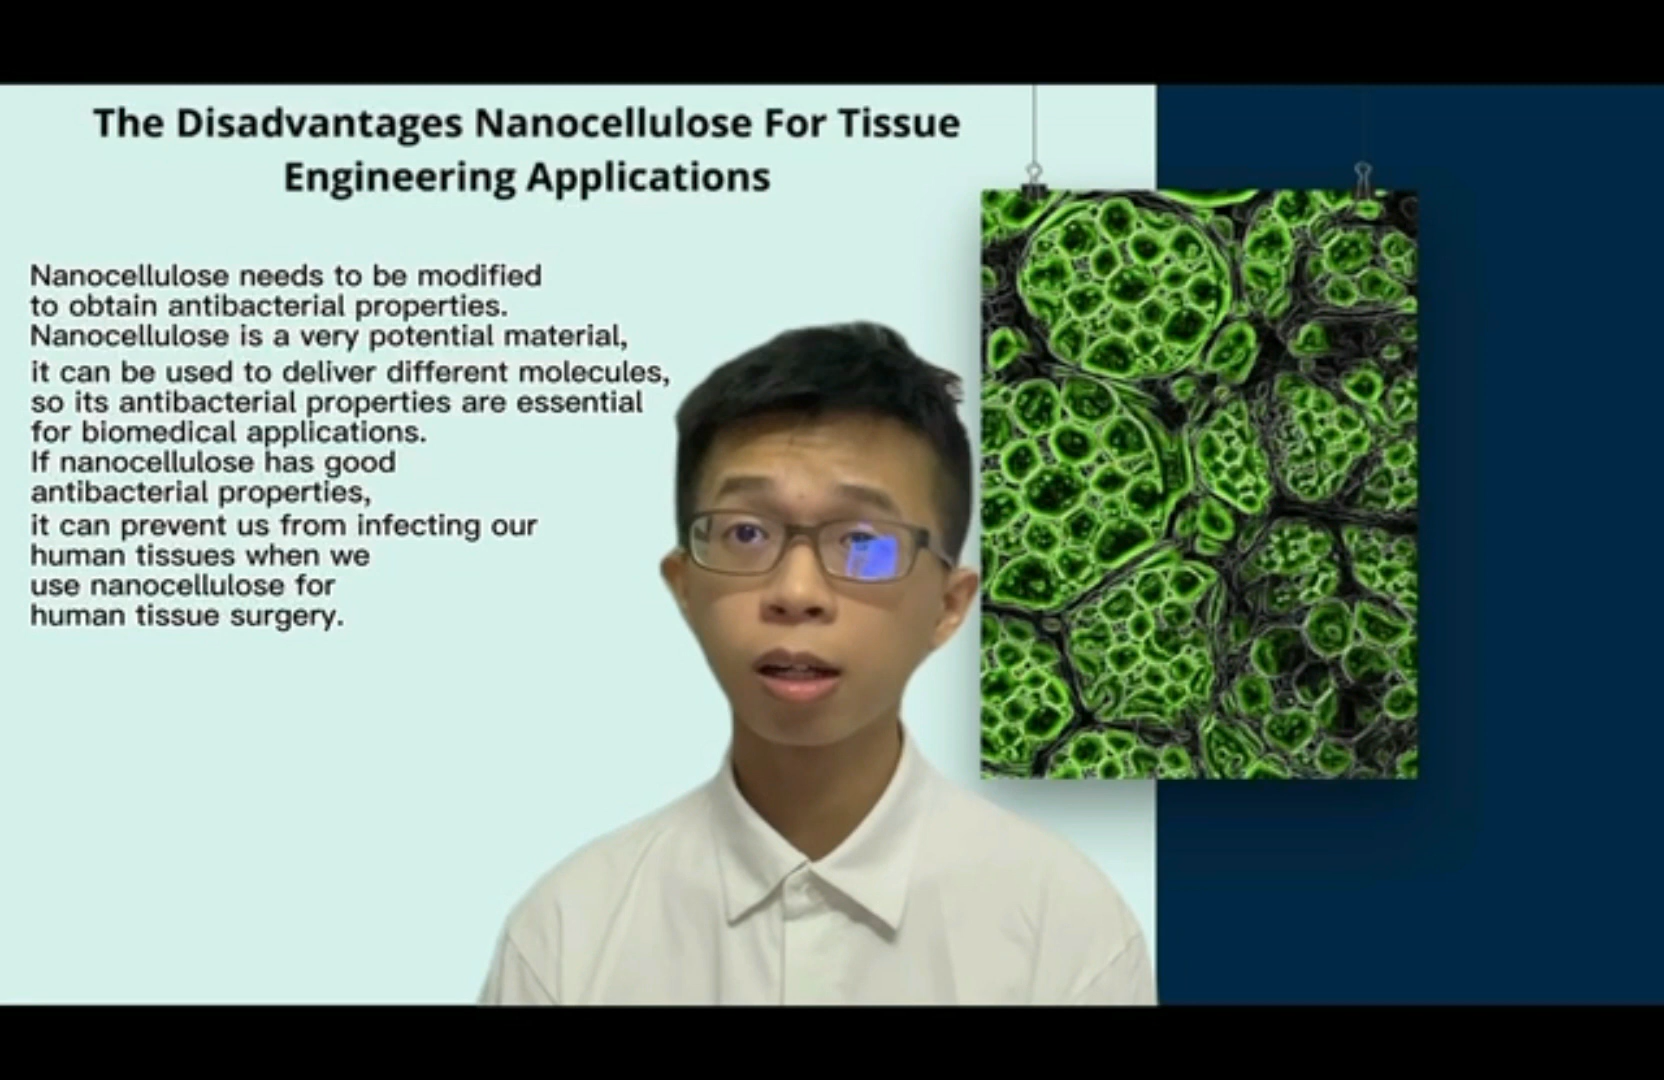 The Disadvantages Nanocellulose For Tissue
Engineering Applications
Nanocellulose needs to be modified
to obtain antibacterial properties.
Nanocellulose is a very potential material,
it can be used to deliver different molecules,
so its antibacterial properties are essential
for biomedical applications.
If nanocellulose has good
antibacterial properties,
it can prevent us from infecting our
human tissues when we
use nanocellulose for
human tissue surgery.